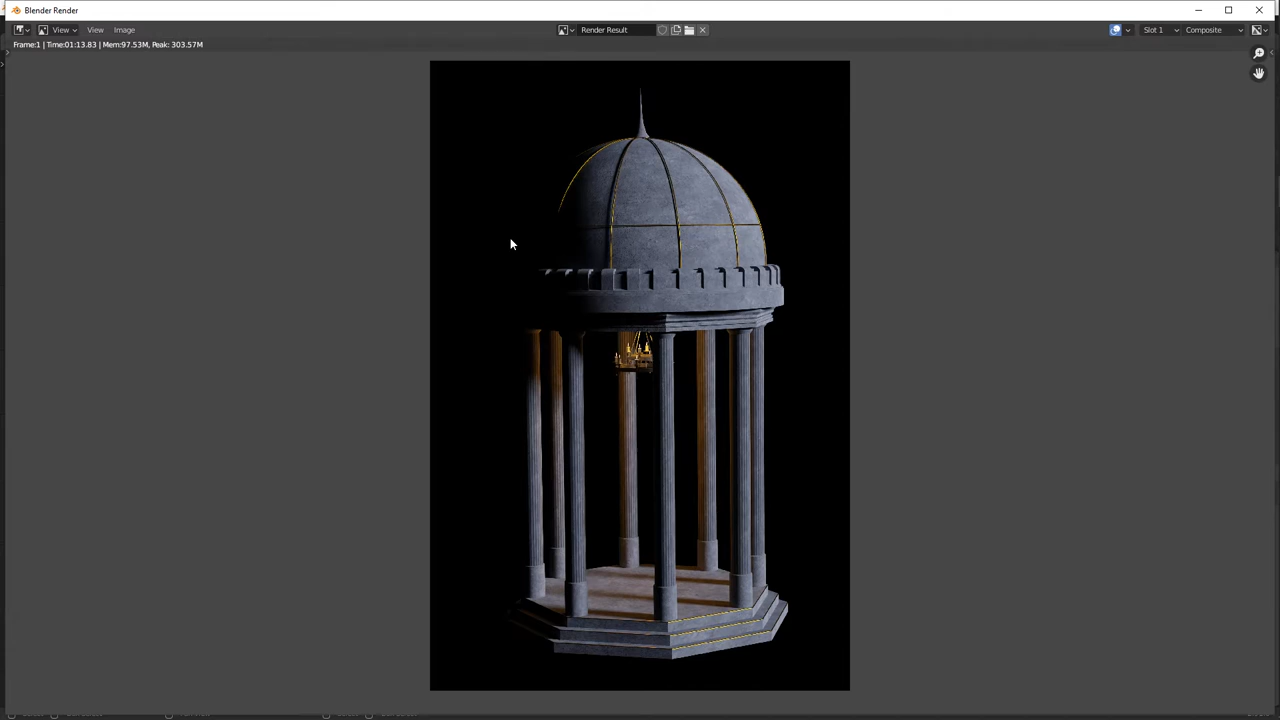 Blender Render
View View Image Render Result Slot 1 Composite
Frame:1 | Time:01:13.83 | Mem:97.53M, Peak: 303.57M